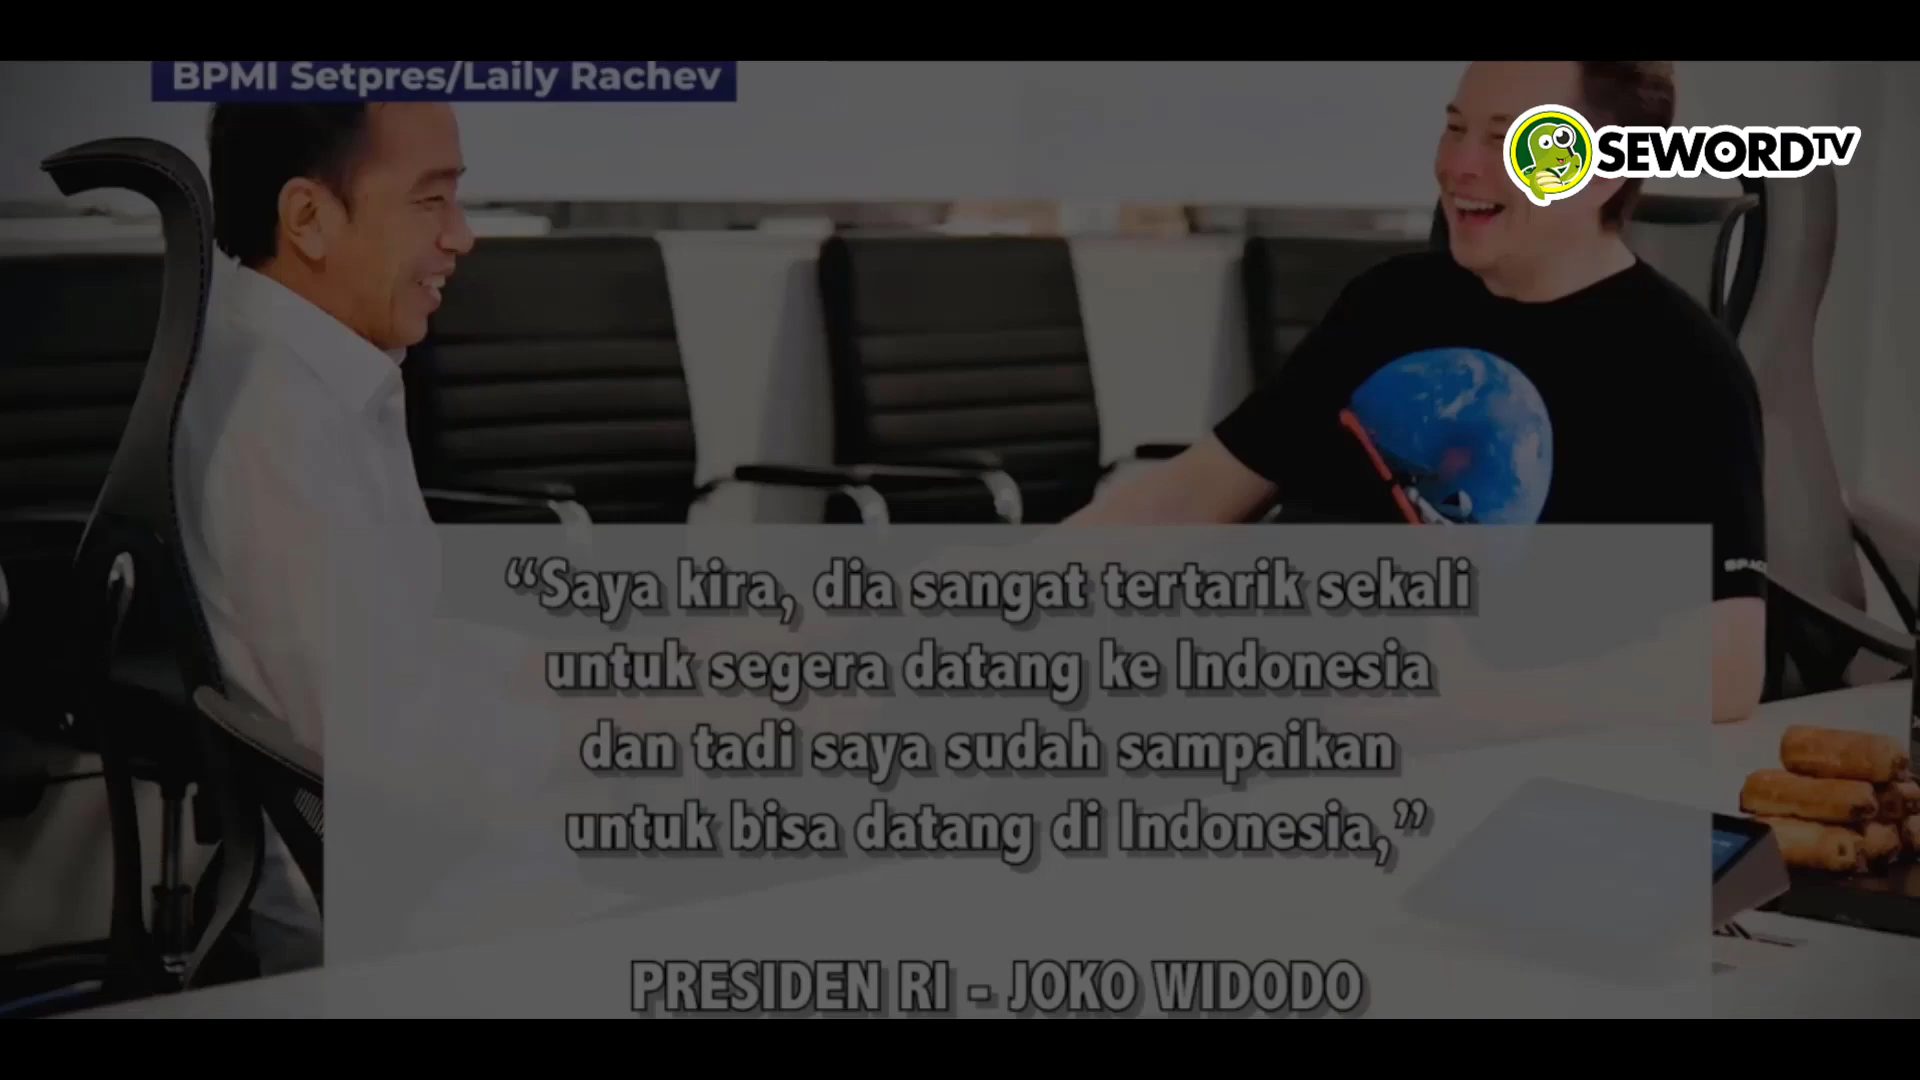 BPMI Setpres/Laily Rachev
SEWORDTV
“Saya kira, dia sangat tertarik sekali
untuk segera datang ke Indonesia
dan tadi saya sudah sampaikan
untuk bisa datang di Indonesia,”
PRESIDEN RI - JOKO WIDODO